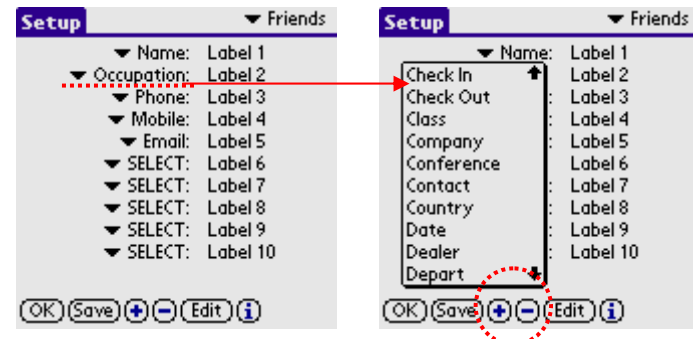 Setup
Friends
Name: Label 1
Occupation: Label 2
Phone: Label 3
Mobile: Label 4
Email: Label 5
SELECT: Label 6
SELECT: Label 7
SELECT: Label 8
SELECT: Label 9
SELECT: Label 10
OK Save + - Edit i
Setup
Friends
Name: Label 1
Check In Label 2
Check Out : Label 3
Class : Label 4
Company : Label 5
Conference Label 6
Contact : Label 7
Country : Label 8
Date : Label 9
Dealer : Label 10
Depart
OK Save + - Edit i